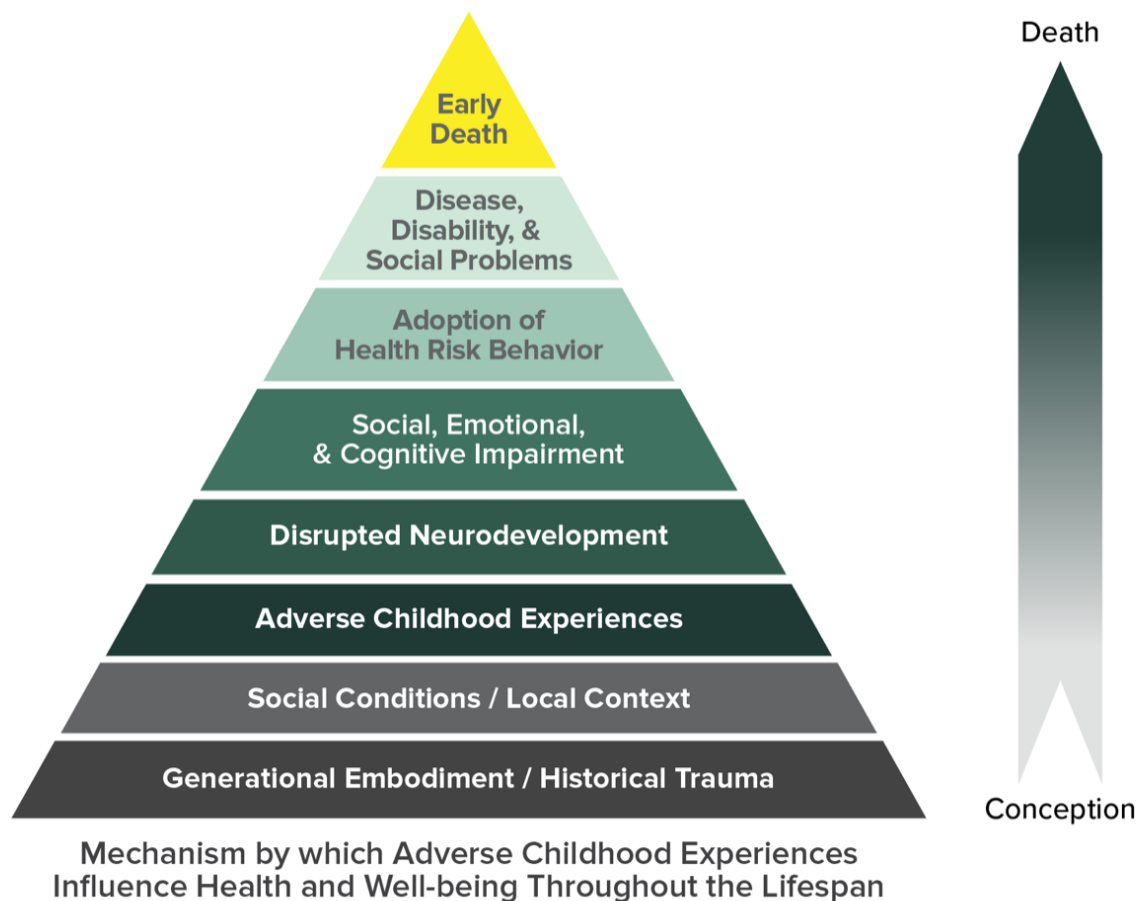 Death
Early
Death
Disease,
Disability, &
Social Problems
Adoption of
Health Risk Behavior
Social, Emotional,
& Cognitive Impairment
Disrupted Neurodevelopment
Adverse Childhood Experiences
Social Conditions / Local Context
Generational Embodiment / Historical Trauma
Conception
Mechanism by which Adverse Childhood Experiences
Influence Health and Well-being Throughout the Lifespan